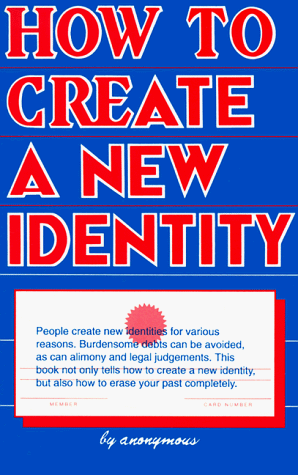 HOW TO
CREATE
A NEW
IDENTITY
People create new identities for various
reasons. Burdensome debts can be avoided,
as can alimony and legal judgements. This
book not only tells how to create a new identity,
but also how to erase your past completely.
MEMBER CARD NUMBER
by anonymous